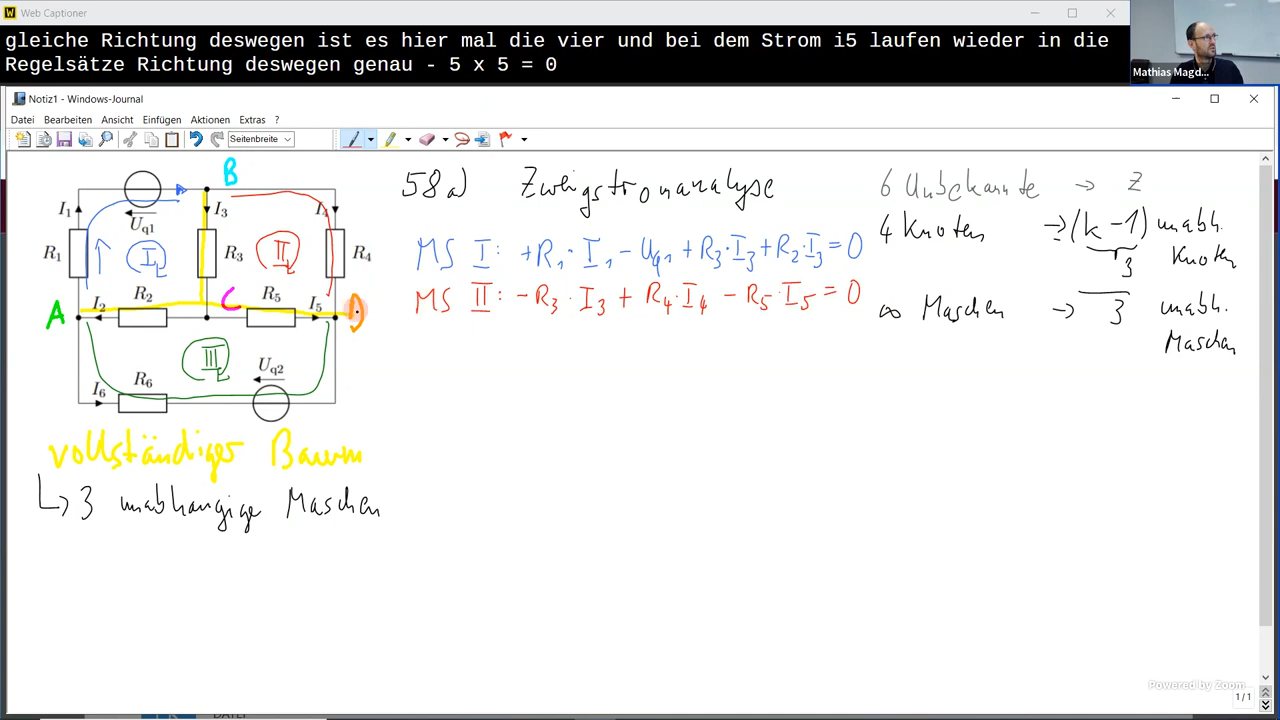 Web Captioner
gleiche Richtung deswegen ist es hier mal die vier und bei dem Strom i5 laufen wieder in die
Regelsätze Richtung deswegen genau - 5 x 5 = 0
Mathias Magd...
Notiz1 - Windows-Journal
Datei Bearbeiten Ansicht Einfügen Aktionen Extras ?
Seitenbreite
B
I1
Uq1
I3
I4
R1
I
R3
II
R4
A
I2
R2
C
R5
I5
D
III
R6
Uq2
I6
vollständiger Baum
↳ 3 unabhängige Maschen
58a) Zweigstromanalyse
MS I: +R1·I1 - Uq1 + R3·I3 + R2·I3 = 0
MS II: -R3·I3 + R4·I4 - R5·I5 = 0
6 Unbekannte → Z
4 Knoten → (k-1) unabh.
3 Knoten
∞ Maschen → 3 unabh.
Maschen
Powered by Zoom
1/1